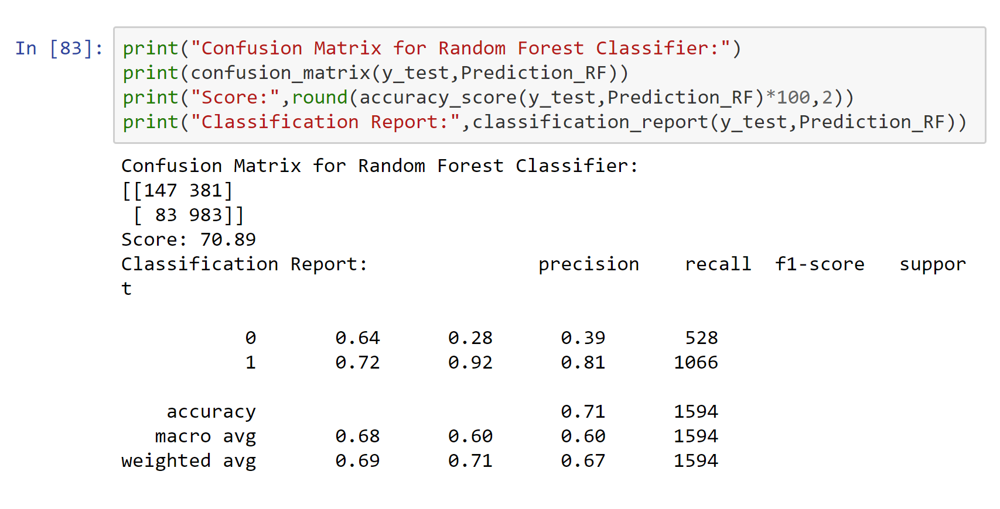 In [83]:
print("Confusion Matrix for Random Forest Classifier:")
print(confusion_matrix(y_test,Prediction_RF))
print("Score:",round(accuracy_score(y_test,Prediction_RF)*100,2))
print("Classification Report:",classification_report(y_test,Prediction_RF))
Confusion Matrix for Random Forest Classifier:
[[147 381]
 [ 83 983]]
Score: 70.89
Classification Report:               precision    recall  f1-score   suppor
t
           0       0.64      0.28      0.39       528
           1       0.72      0.92      0.81      1066
    accuracy                           0.71      1594
   macro avg       0.68      0.60      0.60      1594
weighted avg       0.69      0.71      0.67      1594